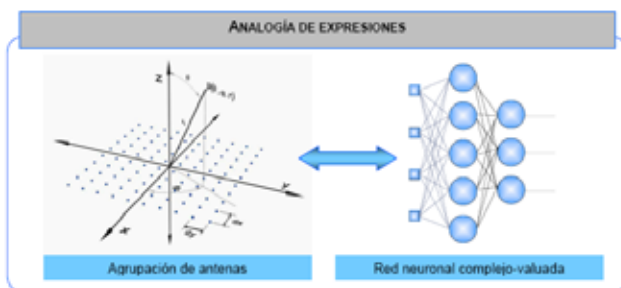 ANALOGÍA DE EXPRESIONES
Z
Y
X
Agrupación de antenas
Red neuronal complejo-valuada